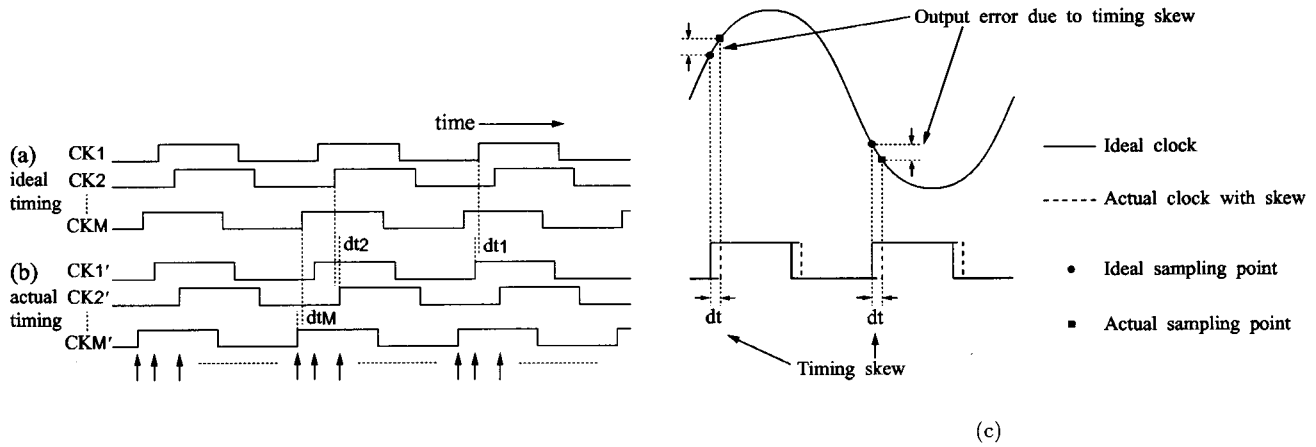 time
(a)
ideal
timing
CK1
CK2
CKM
dt2
dt1
(b)
actual
timing
CK1′
CK2′
dtM
CKM′
Output error due to timing skew
Ideal clock
Actual clock with skew
Ideal sampling point
Actual sampling point
dt
dt
Timing skew
(c)